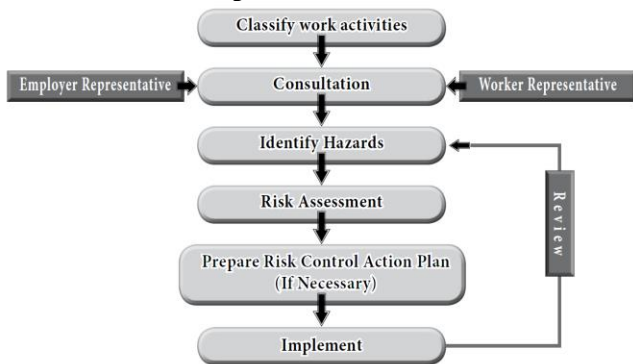 Classify work activities
Employer Representative
Consultation
Worker Representative
Identify Hazards
Risk Assessment
Review
Prepare Risk Control Action Plan
(If Necessary)
Implement